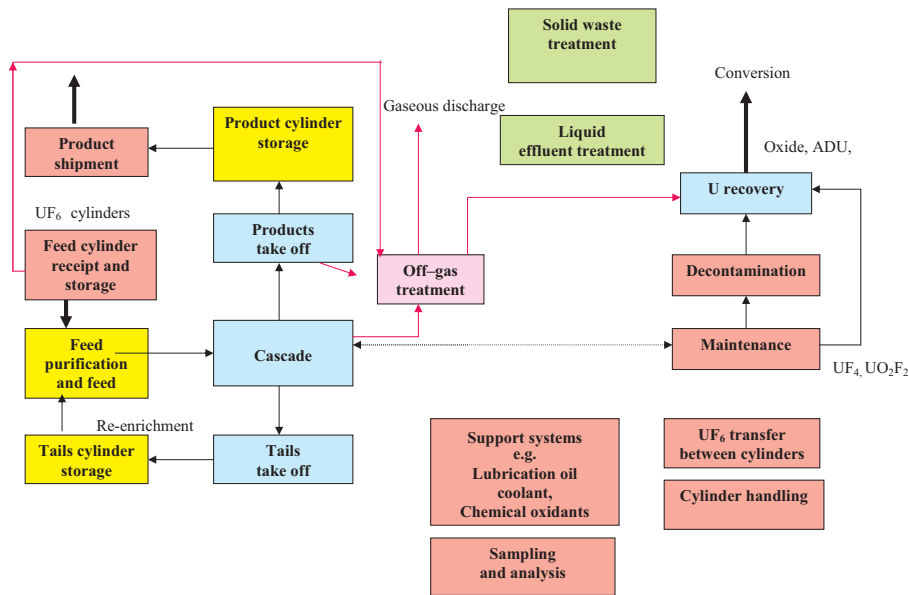 Solid waste
treatment
Conversion
Gaseous discharge
Product cylinder
storage
Product
shipment
Liquid
effluent treatment
Oxide, ADU,
U recovery
UF₆ cylinders
Products
take off
Feed cylinder
receipt and
storage
Off–gas
treatment
Decontamination
Feed
purification
and feed
Cascade
Maintenance
UF₄, UO₂F₂
Re-enrichment
Tails cylinder
storage
Tails
take off
Support systems
e.g.
Lubrication oil
coolant,
Chemical oxidants
UF₆ transfer
between cylinders
Cylinder handling
Sampling
and analysis